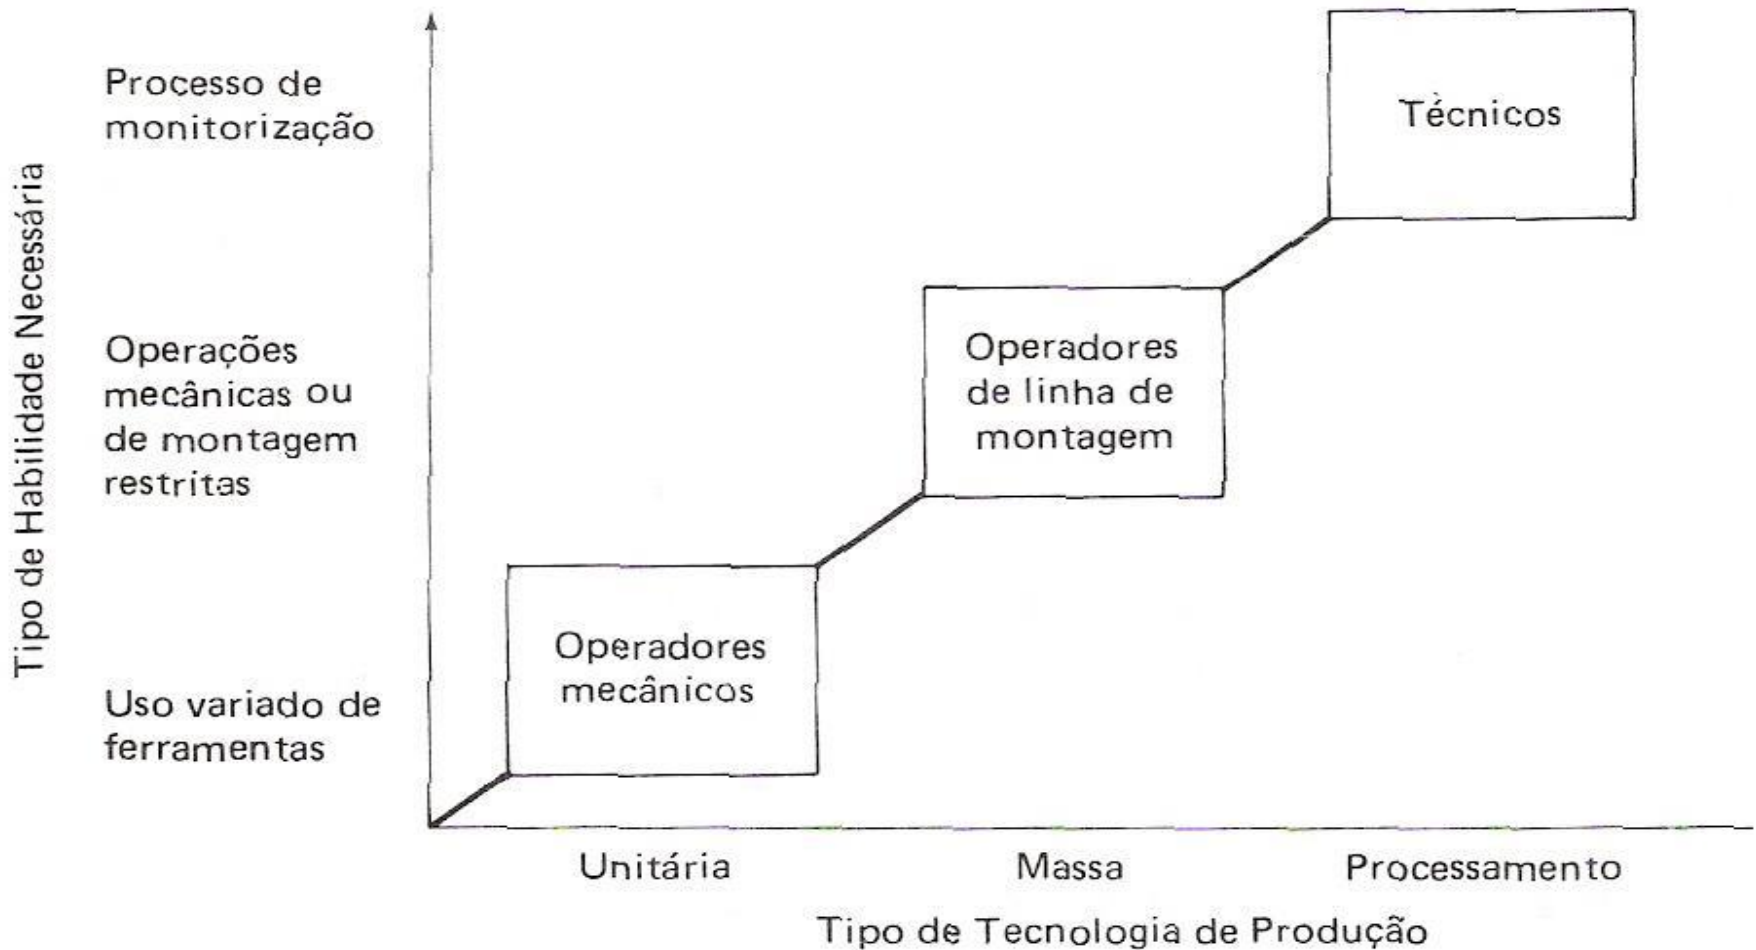 Tipo de Habilidade Necessária
Processo de
monitorização
Operações
mecânicas ou
de montagem
restritas
Uso variado de
ferramentas
Técnicos
Operadores
de linha de
montagem
Operadores
mecânicos
Unitária
Massa
Processamento
Tipo de Tecnologia de Produção